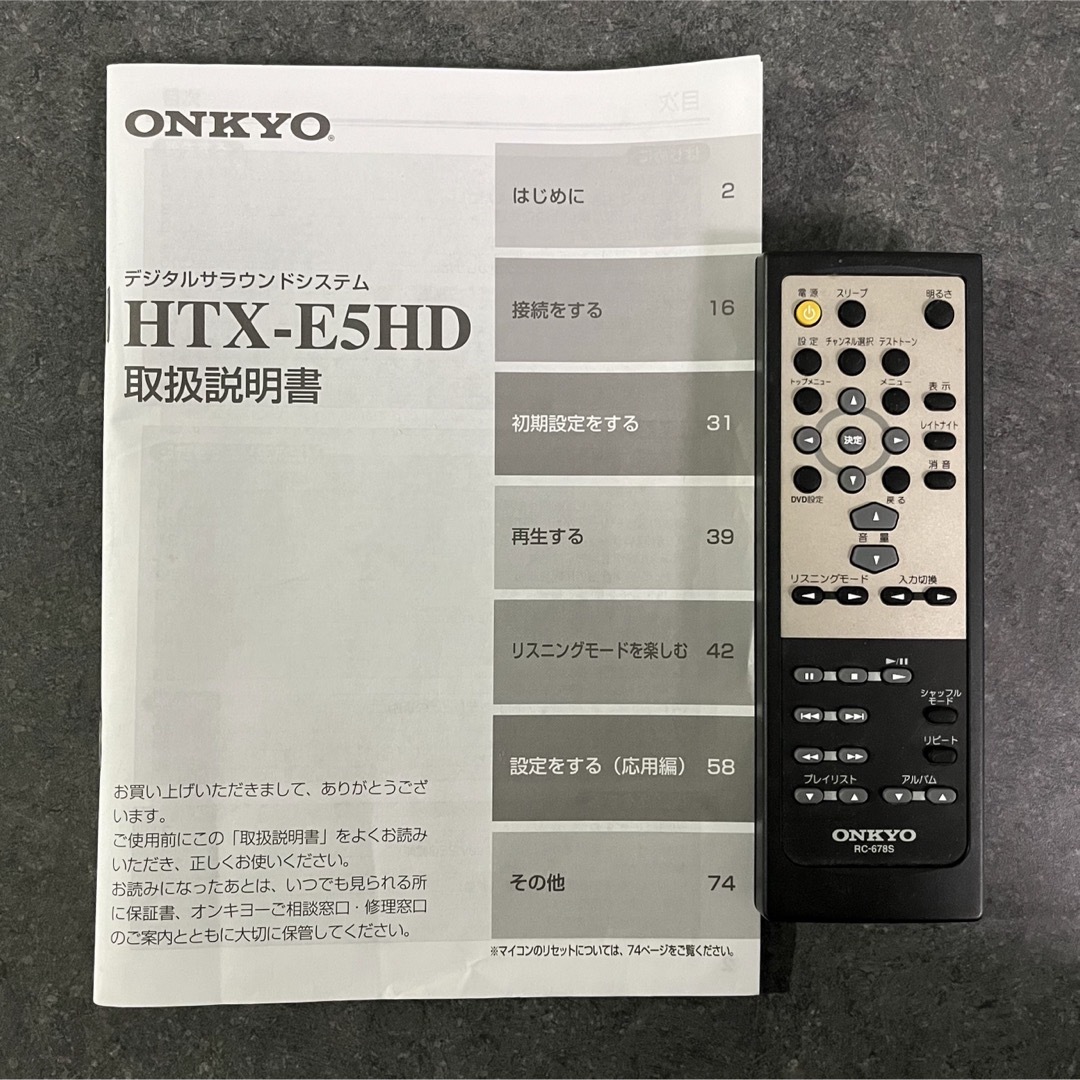 ONKYO®
デジタルサラウンドシステム
HTX-E5HD
取扱説明書
お買い上げいただきまして、ありがとうござ
います。
ご使用前にこの「取扱説明書」をよくお読み
いただき、正しくお使いください。
お読みになったあとは、いつでも見られる所
に保証書、オンキヨーご相談窓口・修理窓口
のご案内とともに大切に保管してください。
はじめに 2
接続をする 16
初期設定をする 31
再生する 39
リスニングモードを楽しむ 42
設定をする（応用編） 58
その他 74
※マイコンのリセットについては、74ページをご覧ください。
電源 スリープ 明るさ
設定 チャンネル選択 テストトーン
トップメニュー メニュー 表示
レイトナイト
決定
消音
DVD設定 戻る
音量
リスニングモード 入力切換
シャッフル
モード
リピート
プレイリスト アルバム
ONKYO
RC-678S